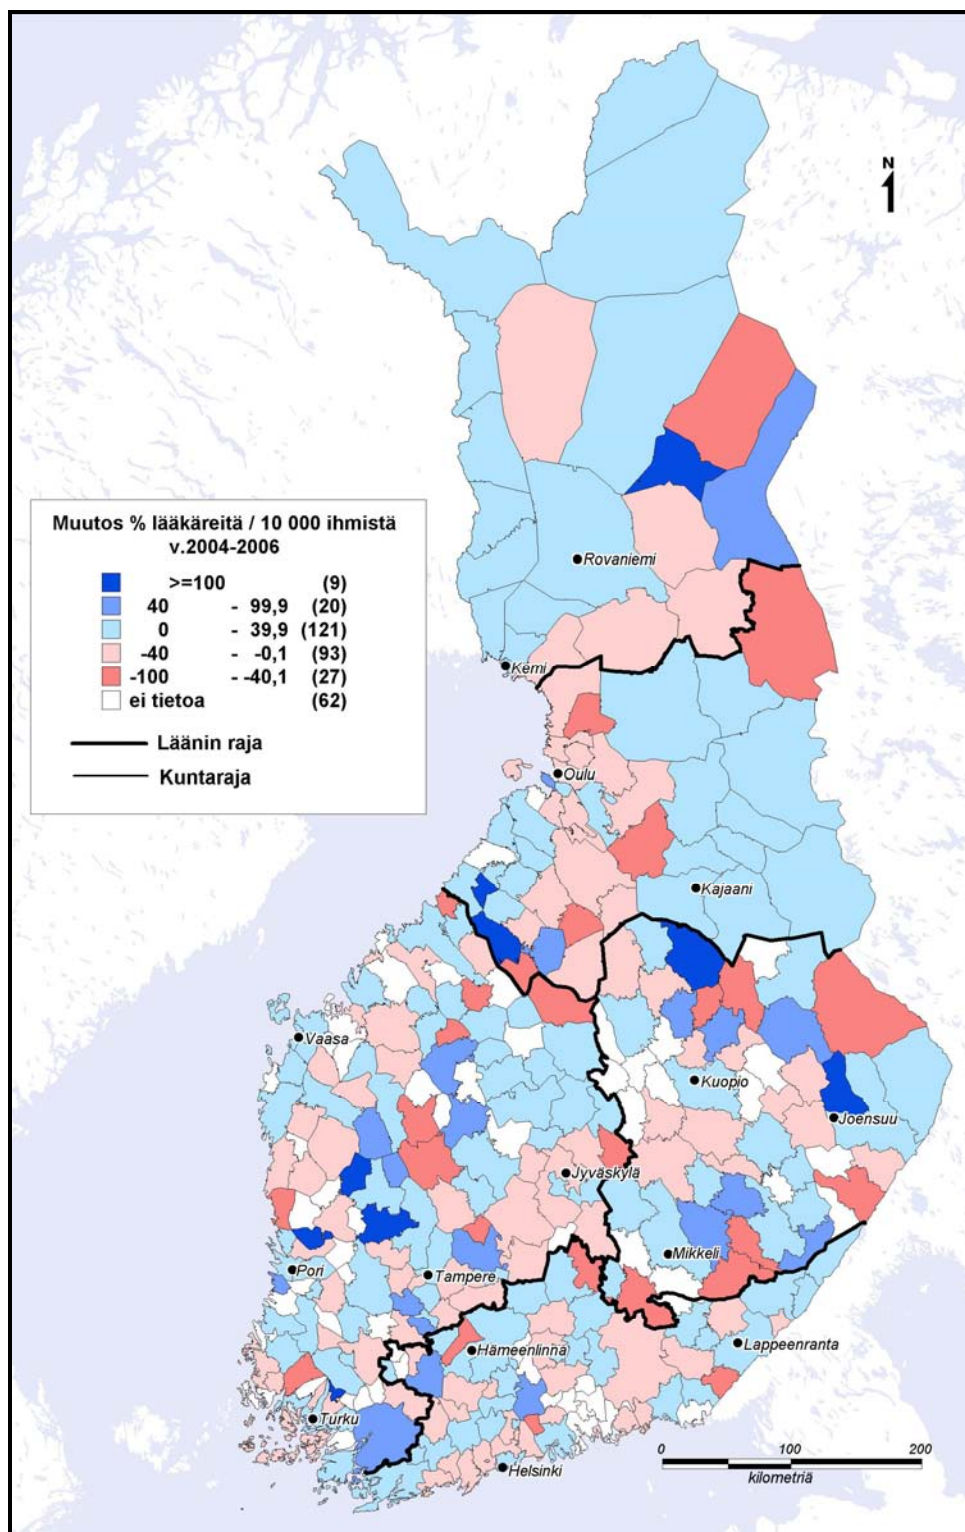 N
Muutos % lääkäreitä / 10 000 ihmistä
v.2004-2006
>=100 (9)
40 - 99,9 (20)
0 - 39,9 (121)
-40 - -0,1 (93)
-100 - -40,1 (27)
ei tietoa (62)
Läänin raja
Kuntaraja
Rovaniemi
Kemi
Oulu
Kajaani
Vaasa
Kuopio
Joensuu
Jyväskylä
Mikkeli
Pori
Tampere
Lappeenranta
Hämeenlinna
Turku
Helsinki
0 100 200
kilometriä